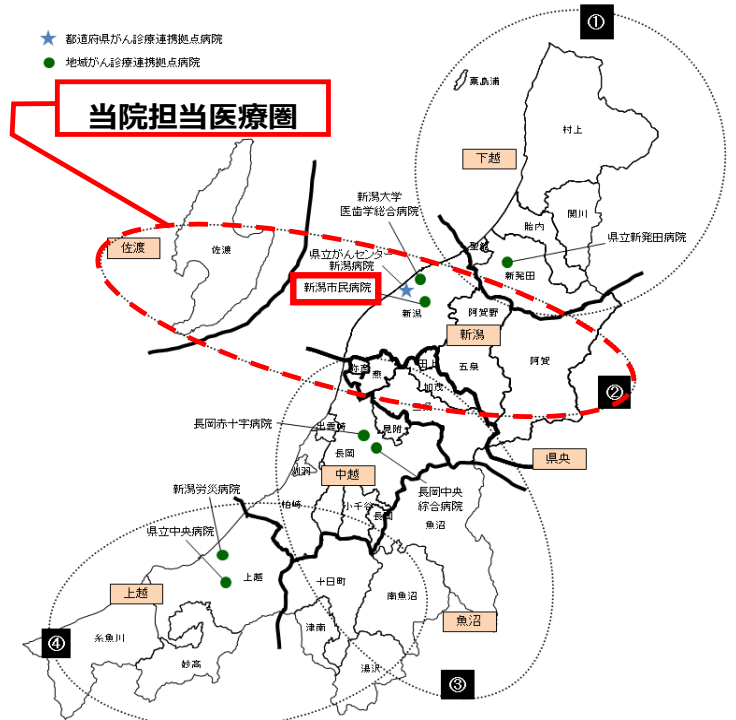 都道府県がん診療連携拠点病院
地域がん診療連携拠点病院
当院担当医療圏
①
粟島浦
村上
下越
関川
胎内
新潟大学
医歯学総合病院
聖籠
県立新発田病院
新発田
佐渡
佐渡
県立がんセンター
新潟病院
新潟市民病院
新潟
阿賀野
新潟
五泉
阿賀
②
弥彦
燕
田上
加茂
三条
長岡赤十字病院
出雲崎
見附
長岡
県央
中越
刈羽
長岡中央
綜合病院
新潟労災病院
柏崎
小千谷
長岡
魚沼
県立中央病院
上越
上越
十日町
南魚沼
魚沼
津南
糸魚川
④
妙高
湯沢
③